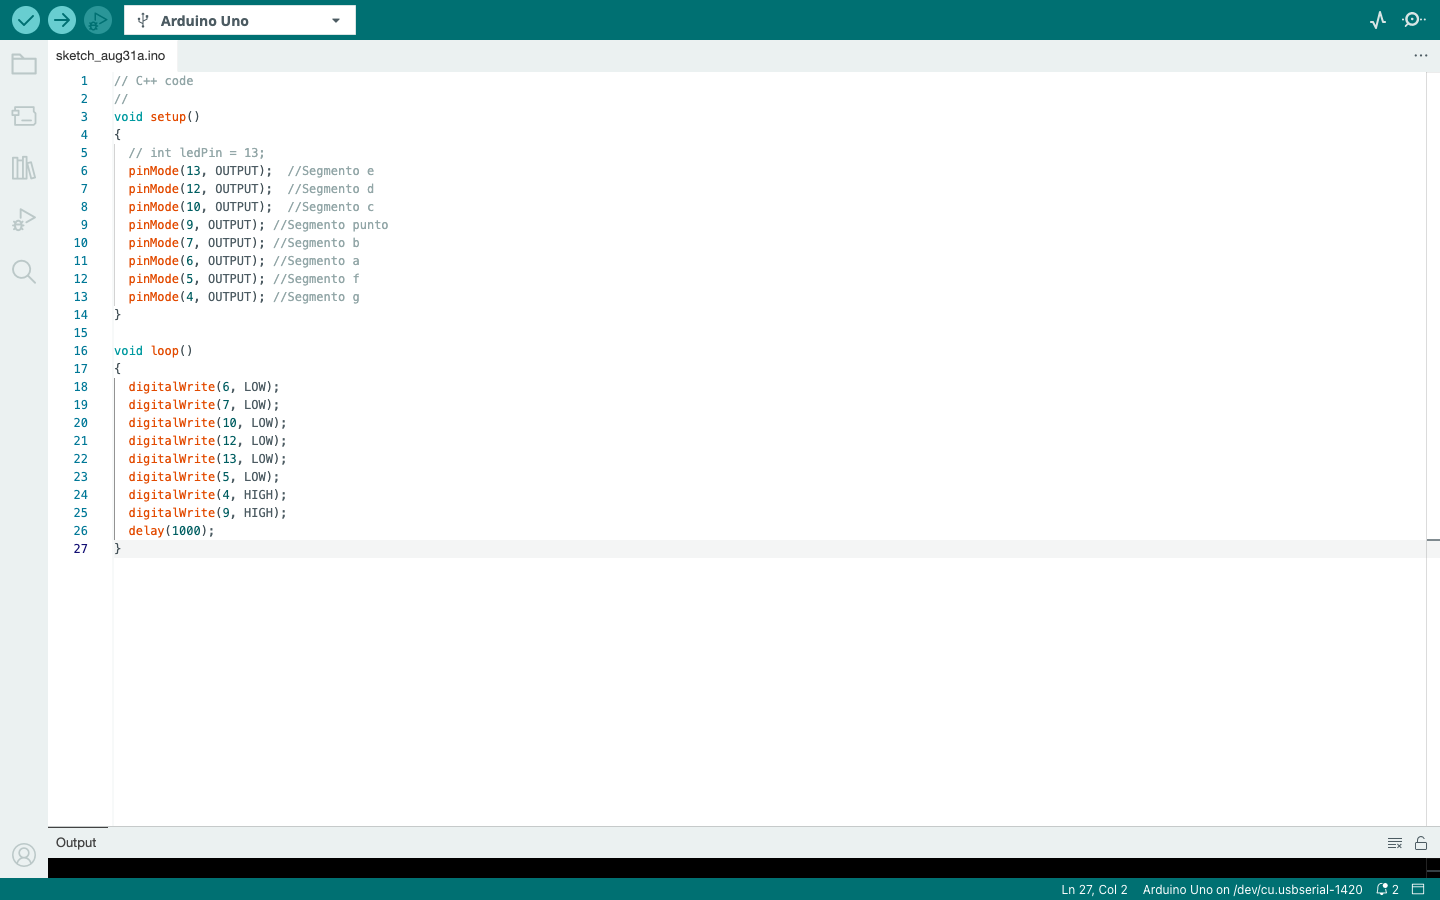 Arduino Uno
sketch_aug31a.ino
1 // C++ code
2 //
3 void setup()
4 {
5 // int ledPin = 13;
6 pinMode(13, OUTPUT);  //Segmento e
7 pinMode(12, OUTPUT);  //Segmento d
8 pinMode(10, OUTPUT);  //Segmento c
9 pinMode(9, OUTPUT); //Segmento punto
10 pinMode(7, OUTPUT); //Segmento b
11 pinMode(6, OUTPUT); //Segmento a
12 pinMode(5, OUTPUT); //Segmento f
13 pinMode(4, OUTPUT); //Segmento g
14 }
15
16 void loop()
17 {
18 digitalWrite(6, LOW);
19 digitalWrite(7, LOW);
20 digitalWrite(10, LOW);
21 digitalWrite(12, LOW);
22 digitalWrite(13, LOW);
23 digitalWrite(5, LOW);
24 digitalWrite(4, HIGH);
25 digitalWrite(9, HIGH);
26 delay(1000);
27 }
Output
Ln 27, Col 2 Arduino Uno on /dev/cu.usbserial-1420 2